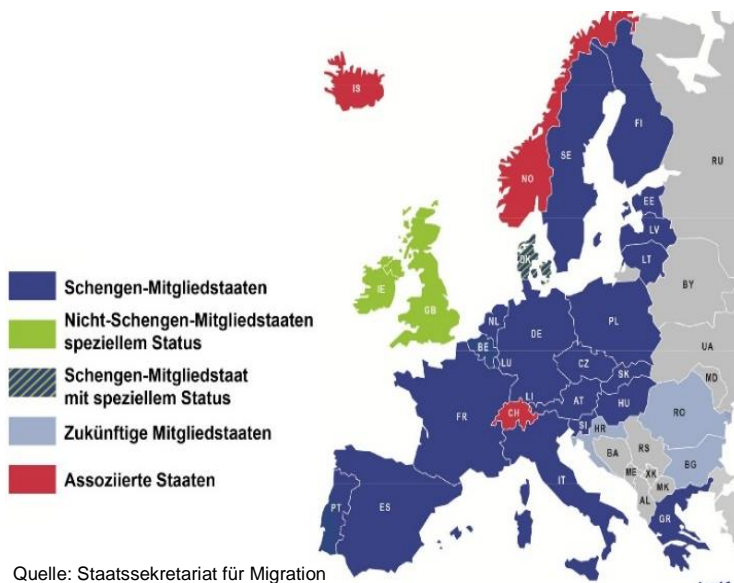 IS
FI
SE
NO
RU
EE
LV
LT
DK
IE
GB
BY
NL
DE
PL
BE
LU
UA
CZ
SK
MD
LI
AT
HU
FR
CH
RO
SI
HR
BA
RS
IT
ME
XK
BG
MK
AL
PT
ES
GR
Schengen-Mitgliedstaaten
Nicht-Schengen-Mitgliedstaaten
speziellem Status
Schengen-Mitgliedstaat
mit speziellem Status
Zukünftige Mitgliedstaaten
Assoziierte Staaten
Quelle: Staatssekretariat für Migration